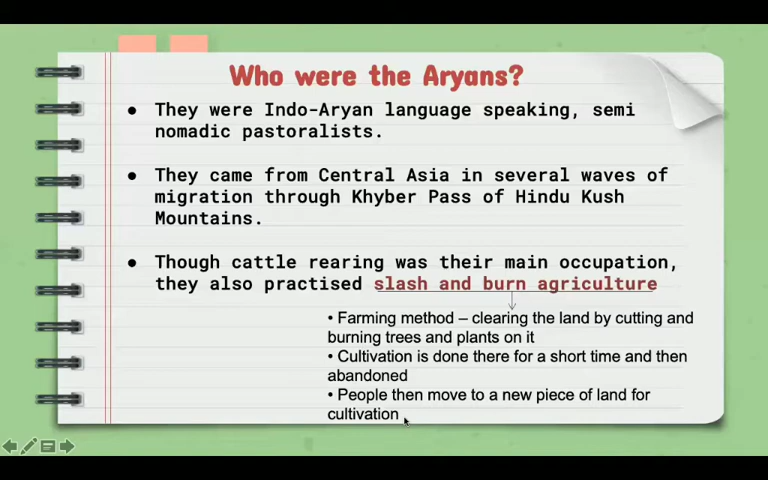 Who were the Aryans?
● They were Indo-Aryan language speaking, semi
nomadic pastoralists.
● They came from Central Asia in several waves of
migration through Khyber Pass of Hindu Kush
Mountains.
● Though cattle rearing was their main occupation,
they also practised slash and burn agriculture
• Farming method – clearing the land by cutting and
burning trees and plants on it
• Cultivation is done there for a short time and then
abandoned
• People then move to a new piece of land for
cultivation